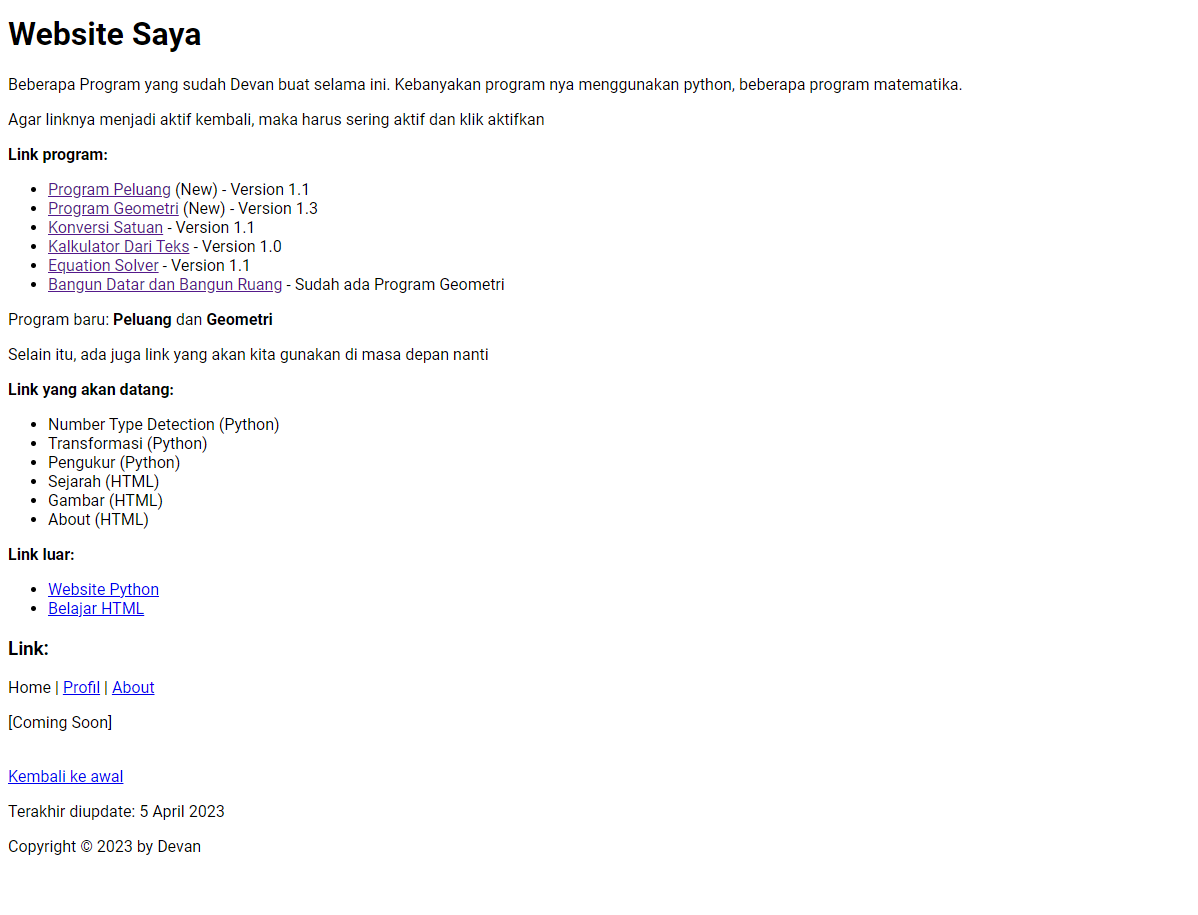 Website Saya
Beberapa Program yang sudah Devan buat selama ini. Kebanyakan program nya menggunakan python, beberapa program matematika.
Agar linknya menjadi aktif kembali, maka harus sering aktif dan klik aktifkan
Link program:
• Program Peluang (New) - Version 1.1
• Program Geometri (New) - Version 1.3
• Konversi Satuan - Version 1.1
• Kalkulator Dari Teks - Version 1.0
• Equation Solver - Version 1.1
• Bangun Datar dan Bangun Ruang - Sudah ada Program Geometri
Program baru: Peluang dan Geometri
Selain itu, ada juga link yang akan kita gunakan di masa depan nanti
Link yang akan datang:
• Number Type Detection (Python)
• Transformasi (Python)
• Pengukur (Python)
• Sejarah (HTML)
• Gambar (HTML)
• About (HTML)
Link luar:
• Website Python
• Belajar HTML
Link:
Home | Profil | About
[Coming Soon]
Kembali ke awal
Terakhir diupdate: 5 April 2023
Copyright © 2023 by Devan